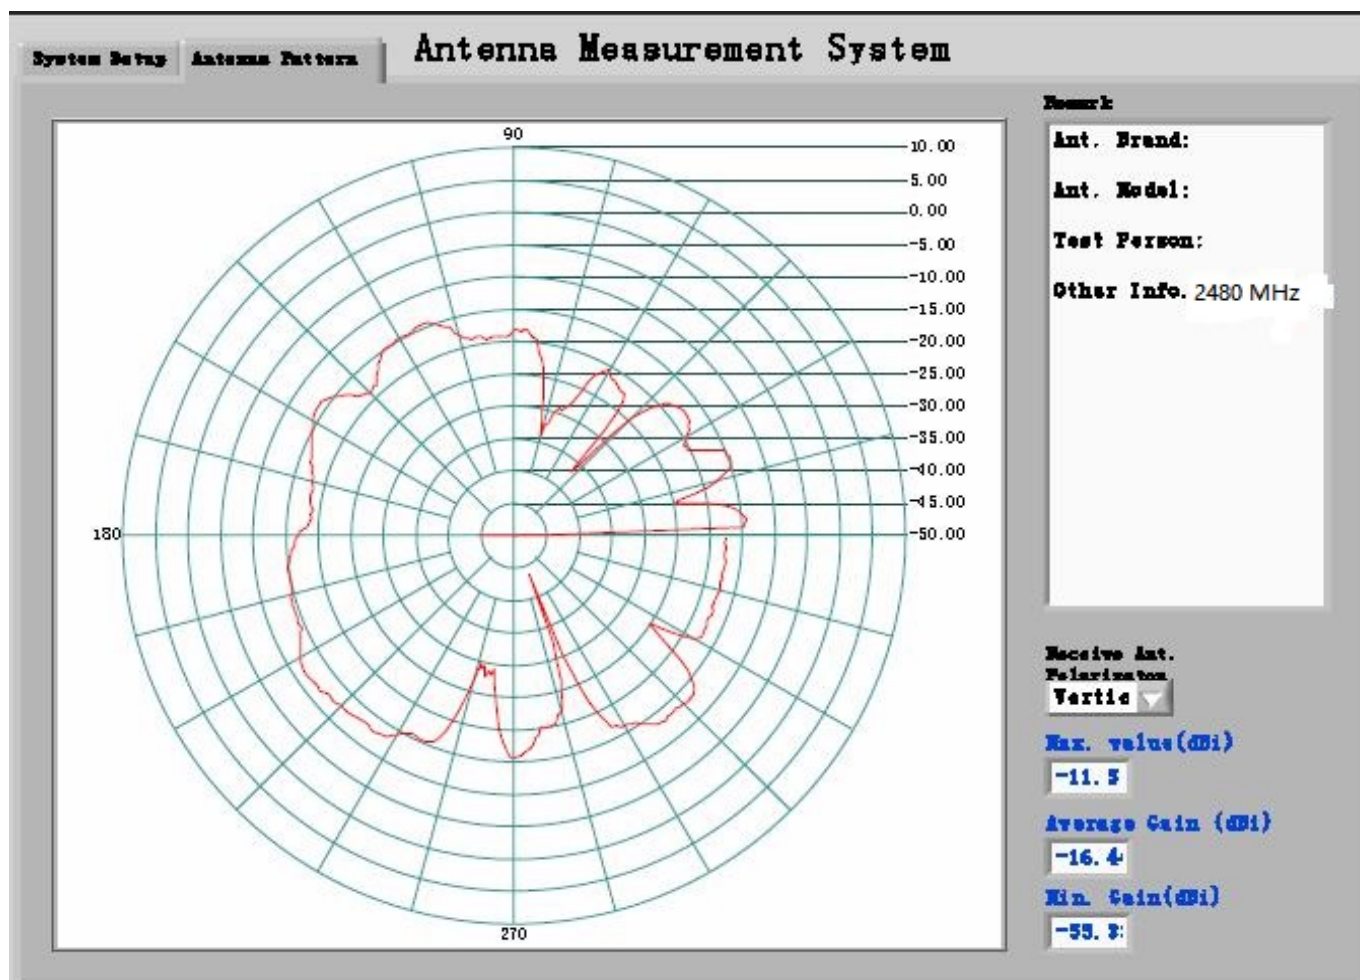 System Setup
Antenna Pattern
Antenna Measurement System
90
10.00
5.00
0.00
-5.00
-10.00
-15.00
-20.00
-25.00
-30.00
-35.00
-40.00
-45.00
-50.00
180
270
Remark
Ant. Brand:
Ant. Model:
Test Person:
Other Info. 2480 MHz
Receive Ant.
Polarizaton
Vertic
Max. value(dBi)
-11.5
Average Gain (dBi)
-16.4
Min. Gain(dBi)